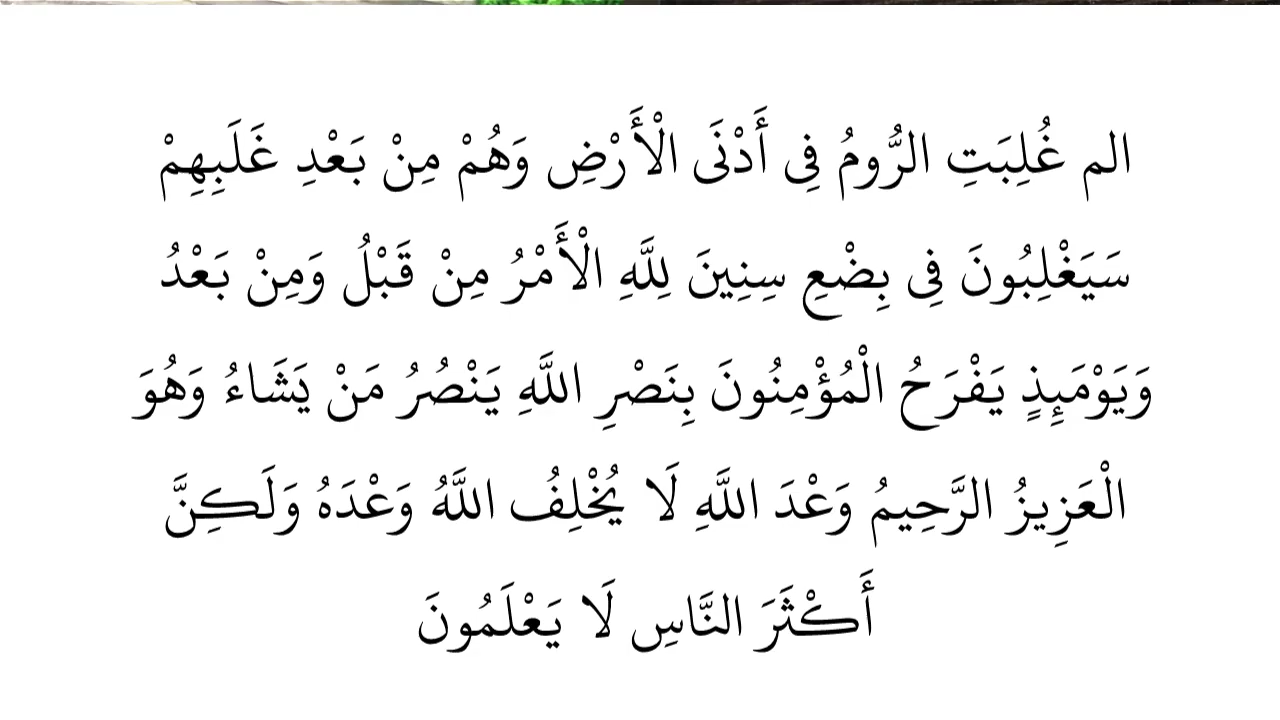 الم غُلِبَتِ الرُّومُ فِى أَدْنَى الْأَرْضِ وَهُمْ مِنْ بَعْدِ غَلَبِهِمْ
سَيَغْلِبُونَ فِى بِضْعِ سِنِينَ لِلَّهِ الْأَمْرُ مِنْ قَبْلُ وَمِنْ بَعْدُ
وَيَوْمَئِذٍ يَفْرَحُ الْمُؤْمِنُونَ بِنَصْرِ اللَّهِ يَنْصُرُ مَنْ يَشَاءُ وَهُوَ
الْعَزِيزُ الرَّحِيمُ وَعْدَ اللَّهِ لَا يُخْلِفُ اللَّهُ وَعْدَهُ وَلَكِنَّ
أَكْثَرَ النَّاسِ لَا يَعْلَمُونَ